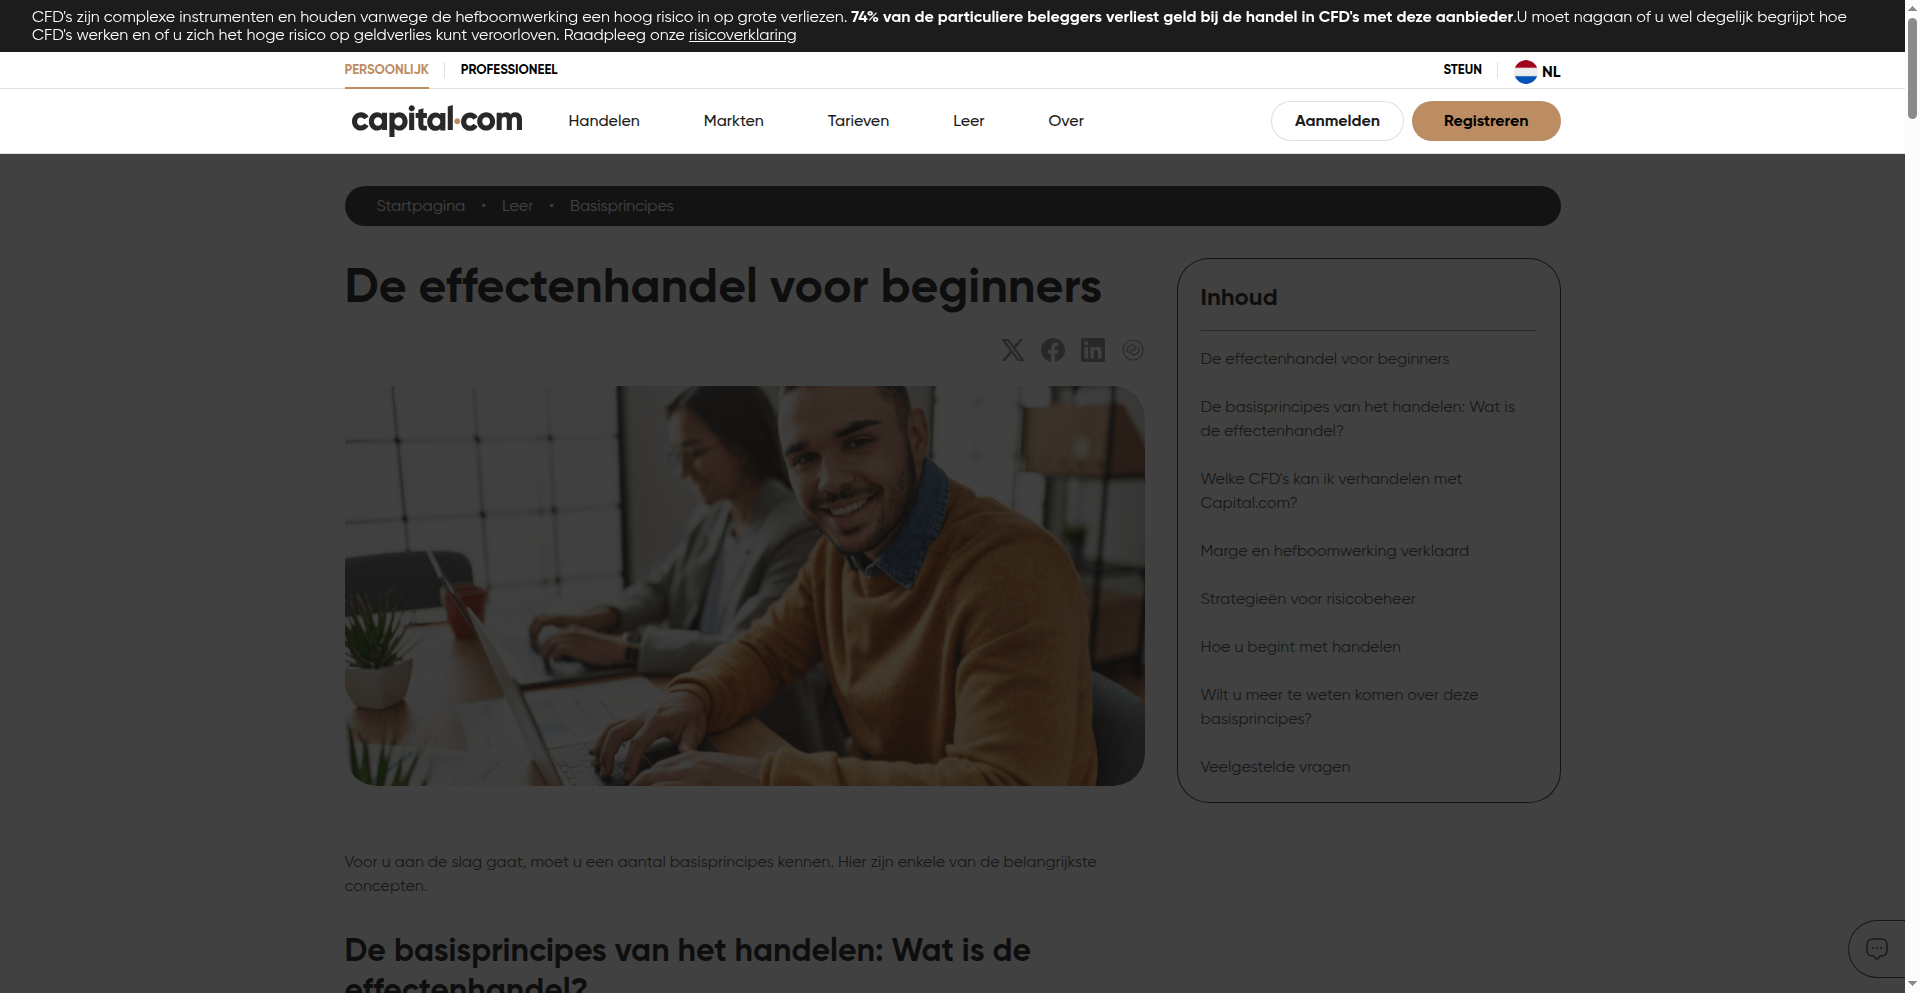 CFD's zijn complexe instrumenten en houden vanwege de hefboomwerking een hoog risico in op grote verliezen. 74% van de particuliere beleggers verliest geld bij de handel in CFD's met deze aanbieder.U moet nagaan of u wel degelijk begrijpt hoe
CFD's werken en of u zich het hoge risico op geldverlies kunt veroorloven. Raadpleeg onze risicoverklaring
PERSOONLIJK
PROFESSIONEEL
STEUN
NL
capital.com
Handelen
Markten
Tarieven
Leer
Over
Aanmelden
Registreren
Startpagina • Leer • Basisprincipes
De effectenhandel voor beginners
Inhoud
De effectenhandel voor beginners
De basisprincipes van het handelen: Wat is
de effectenhandel?
Welke CFD's kan ik verhandelen met
Capital.com?
Marge en hefboomwerking verklaard
Strategieën voor risicobeheer
Hoe u begint met handelen
Wilt u meer te weten komen over deze
basisprincipes?
Veelgestelde vragen
Voor u aan de slag gaat, moet u een aantal basisprincipes kennen. Hier zijn enkele van de belangrijkste
concepten.
De basisprincipes van het handelen: Wat is de
effectenhandel?